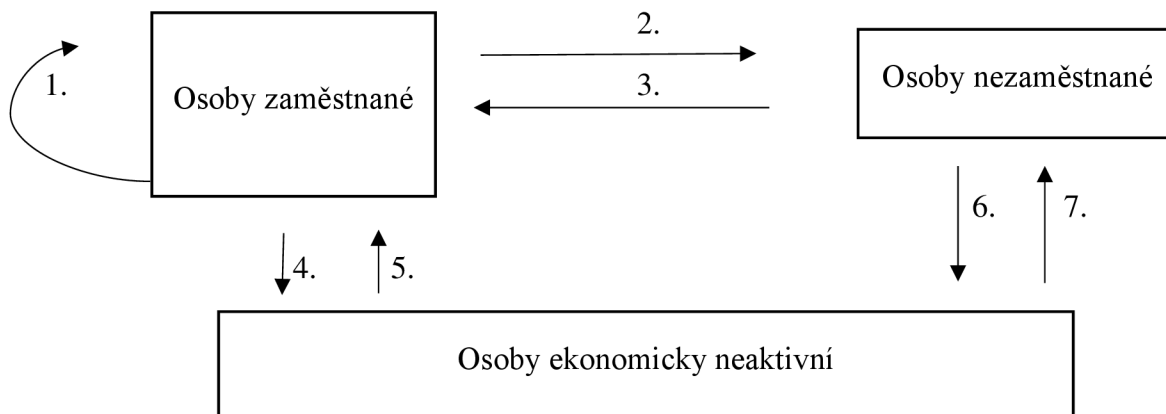 2.
1.
Osoby zaměstnané
3.
Osoby nezaměstnané
4.
5.
6.
7.
Osoby ekonomicky neaktivní